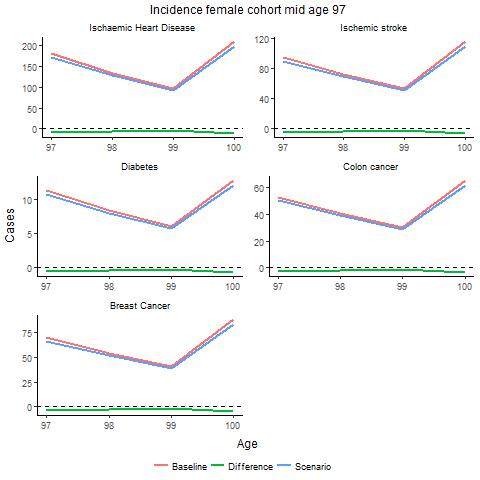 Incidence female cohort mid age 97
Ischaemic Heart Disease
Ischemic stroke
200
150
100
50
0
97 98 99 100
120
80
40
0
97 98 99 100
Diabetes
Colon cancer
10
5
0
97 98 99 100
60
40
20
0
97 98 99 100
Cases
Breast Cancer
75
50
25
0
97 98 99 100
Age
Baseline Difference Scenario